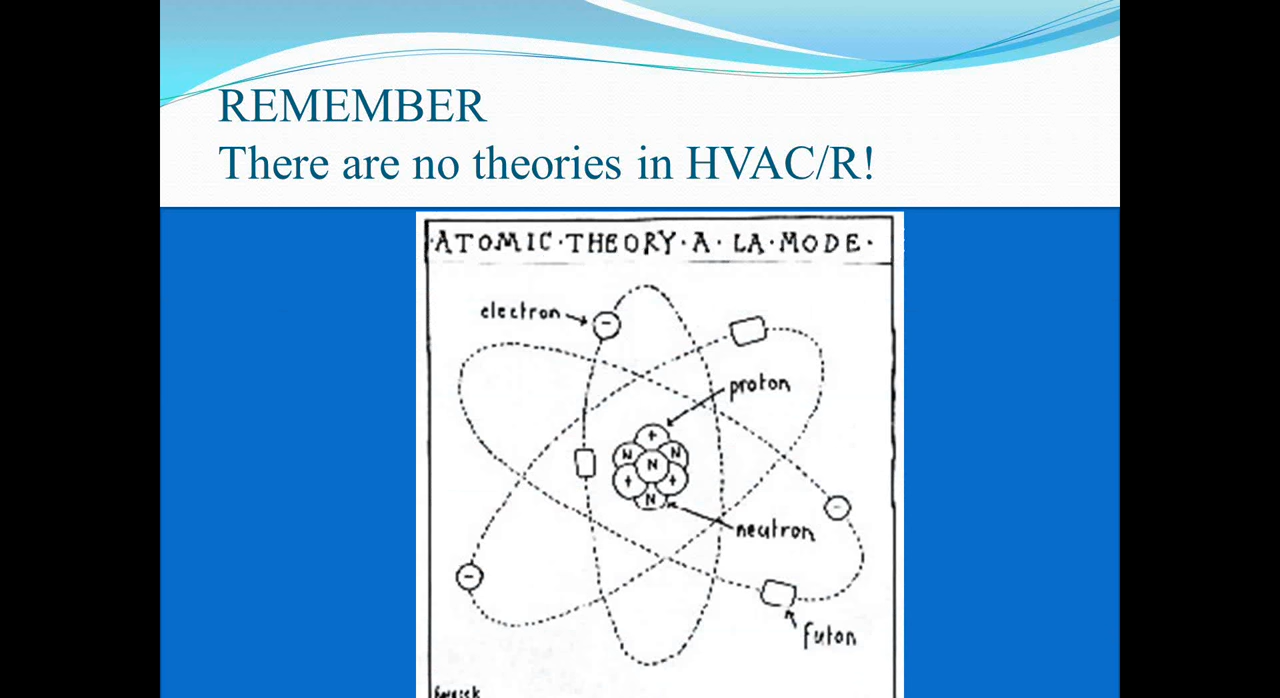 REMEMBER
There are no theories in HVAC/R!
·ATOMIC·THEORY·A·LA·MODE·
electron
−
proton
+
N N
N
+ +
N
−
neutron
−
futon